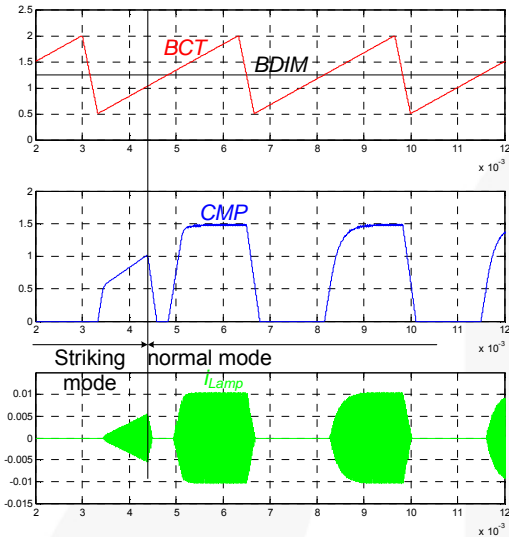 2.5
2
1.5
1
0.5
0
BCT
BDIM
2 3 4 5 6 7 8 9 10 11 12
x 10⁻³
2
1.5
1
0.5
0
CMP
2 3 4 5 6 7 8 9 10 11 12
x 10⁻³
Striking mode
normal mode
iLamp
0.01
0.005
0
-0.005
-0.01
-0.015
2 3 4 5 6 7 8 9 10 11 12
x 10⁻³